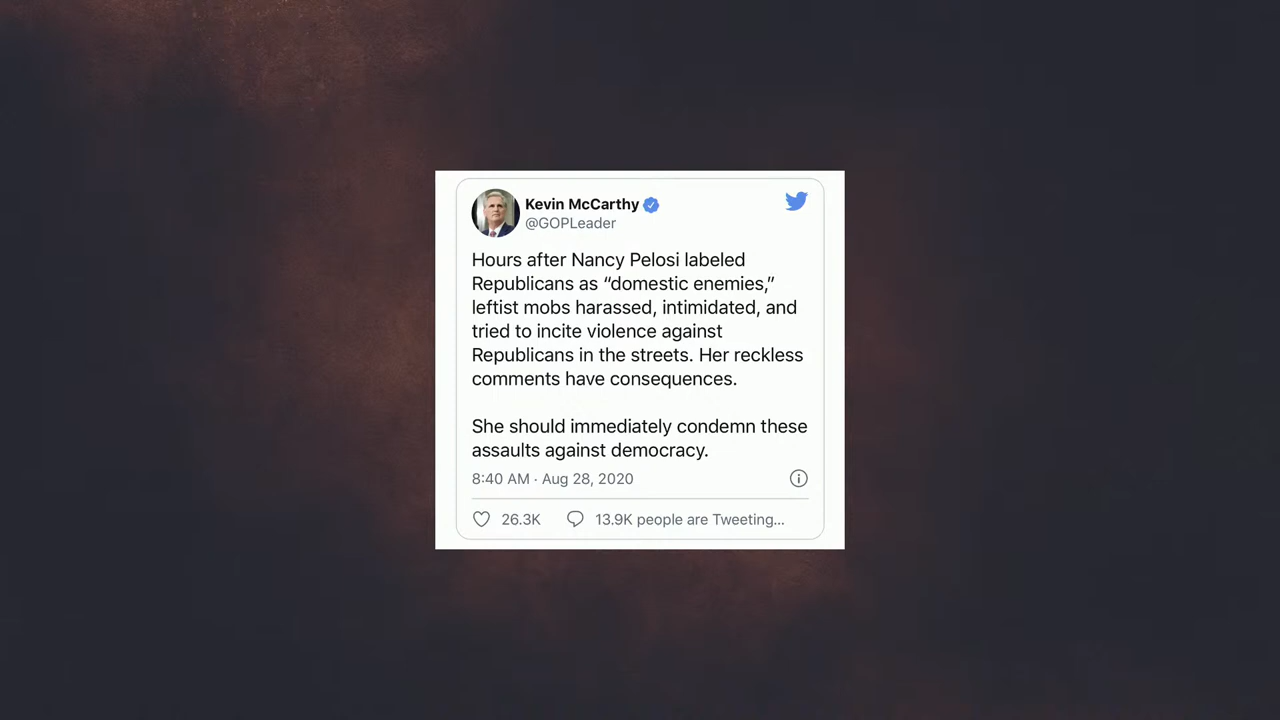 Kevin McCarthy
@GOPLeader
Hours after Nancy Pelosi labeled
Republicans as “domestic enemies,”
leftist mobs harassed, intimidated, and
tried to incite violence against
Republicans in the streets. Her reckless
comments have consequences.
She should immediately condemn these
assaults against democracy.
8:40 AM · Aug 28, 2020
26.3K 13.9K people are Tweeting...